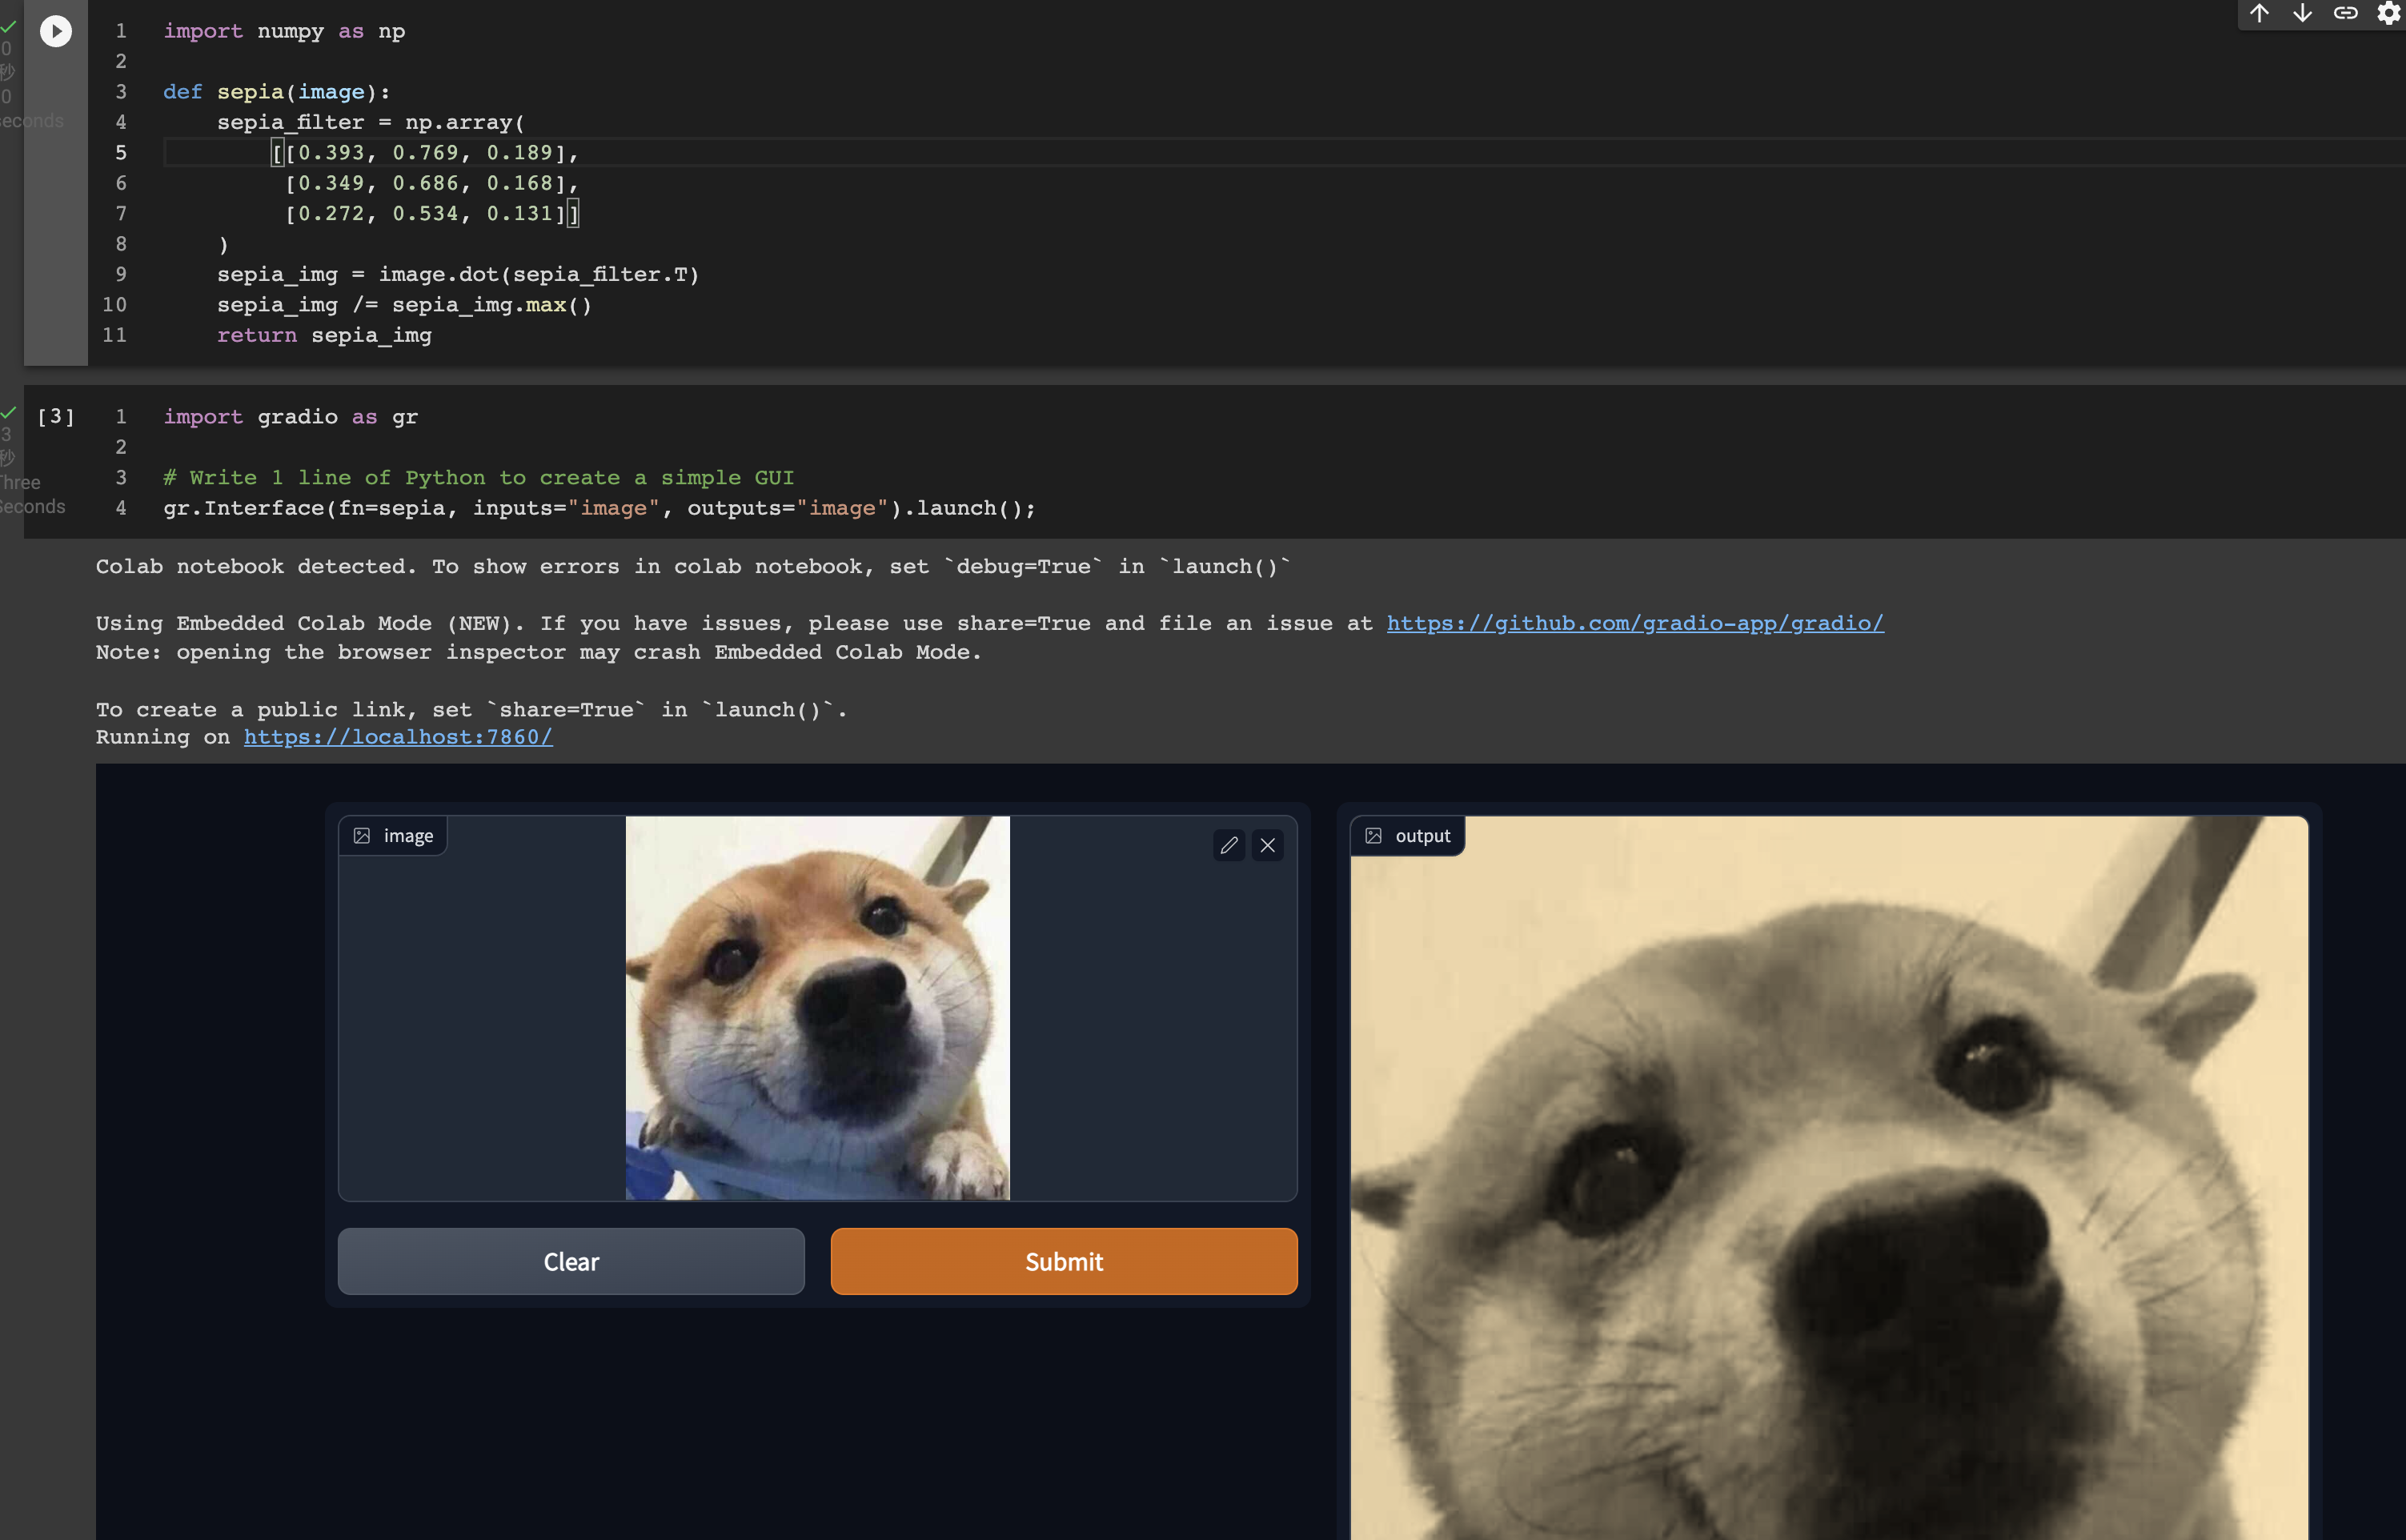 0
秒
0
seconds
1 import numpy as np
2
3 def sepia(image):
4 sepia_filter = np.array(
5 [[0.393, 0.769, 0.189],
6 [0.349, 0.686, 0.168],
7 [0.272, 0.534, 0.131]]
8 )
9 sepia_img = image.dot(sepia_filter.T)
10 sepia_img /= sepia_img.max()
11 return sepia_img
3
秒
Three
Seconds
[3] 1 import gradio as gr
2
3 # Write 1 line of Python to create a simple GUI
4 gr.Interface(fn=sepia, inputs="image", outputs="image").launch();
Colab notebook detected. To show errors in colab notebook, set `debug=True` in `launch()`
Using Embedded Colab Mode (NEW). If you have issues, please use share=True and file an issue at https://github.com/gradio-app/gradio/
Note: opening the browser inspector may crash Embedded Colab Mode.
To create a public link, set `share=True` in `launch()`.
Running on https://localhost:7860/
image
output
Clear
Submit